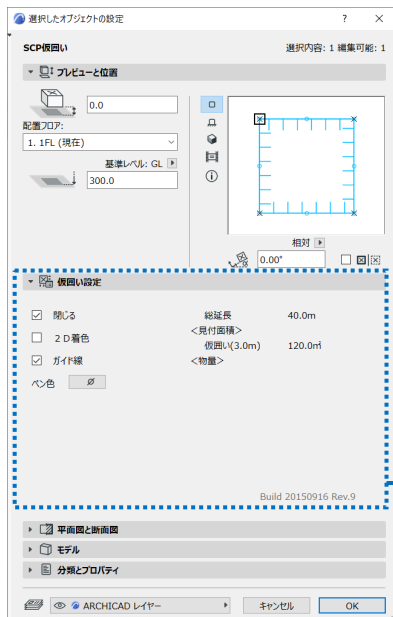 選択したオブジェクトの設定 ? ×
SCP仮囲い 選択内容: 1 編集可能: 1
プレビューと位置
0.0
配置フロア:
1. 1FL (現在)
基準レベル: GL
300.0
相対
0.00°
仮囲い設定
閉じる 総延長 40.0m
<見付面積>
２Ｄ着色 仮囲い(3.0m) 120.0㎡
ガイド線 <物量>
ペン色
Build 20150916 Rev.9
平面図と断面図
モデル
分類とプロパティ
ARCHICAD レイヤー キャンセル OK